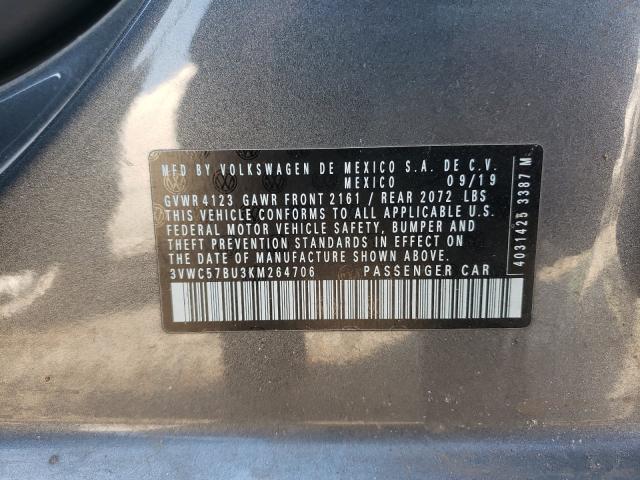 MFD BY VOLKSWAGEN DE MEXICO S.A. DE C.V.
MEXICO 09/19
GVWR 4123 GAWR FRONT 2161 / REAR 2072 LBS
THIS VEHICLE CONFORMS TO ALL APPLICABLE U.S.
FEDERAL MOTOR VEHICLE SAFETY, BUMPER AND
THEFT PREVENTION STANDARDS IN EFFECT ON
THE DATE OF MANUFACTURE SHOWN ABOVE
3VWC57BU3KM264706 PASSENGER CAR
4031425 3387 M